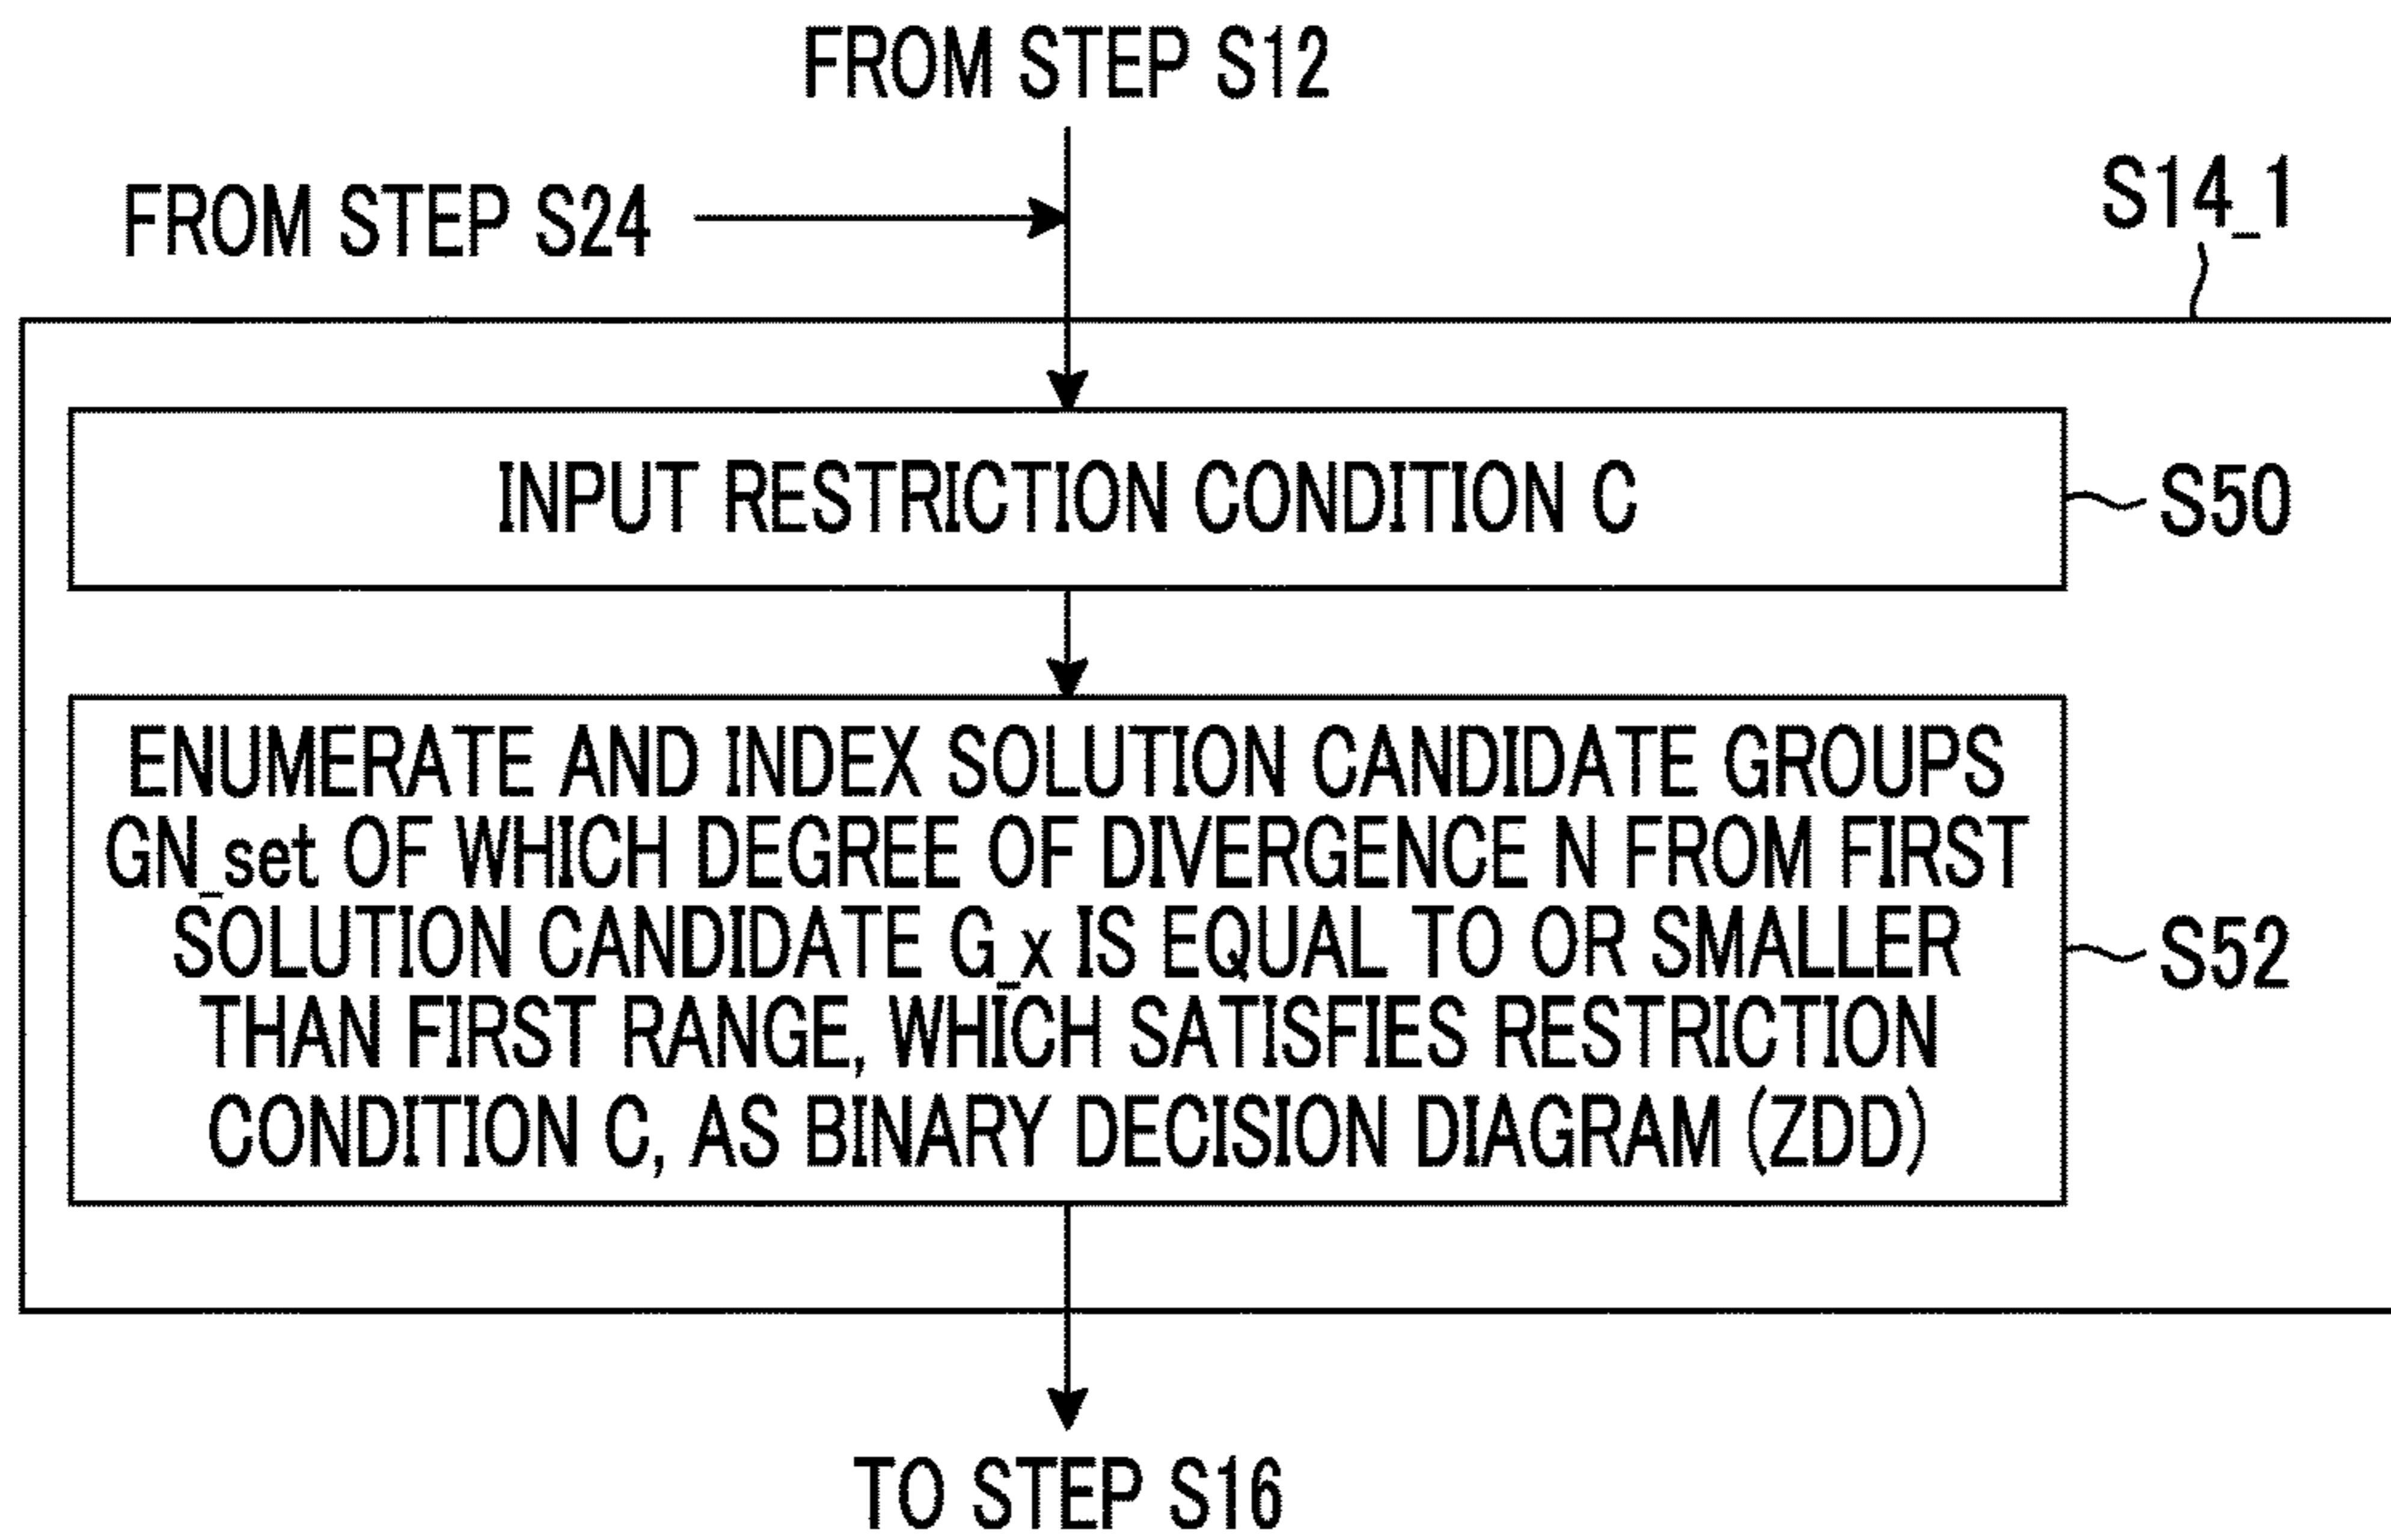 FROM STEP S12
FROM STEP S24
S14_1
INPUT RESTRICTION CONDITION C
S50
ENUMERATE AND INDEX SOLUTION CANDIDATE GROUPS
GN_set OF WHICH DEGREE OF DIVERGENCE N FROM FIRST
SOLUTION CANDIDATE G_x IS EQUAL TO OR SMALLER
THAN FIRST RANGE, WHICH SATISFIES RESTRICTION
CONDITION C, AS BINARY DECISION DIAGRAM (ZDD)
S52
TO STEP S16